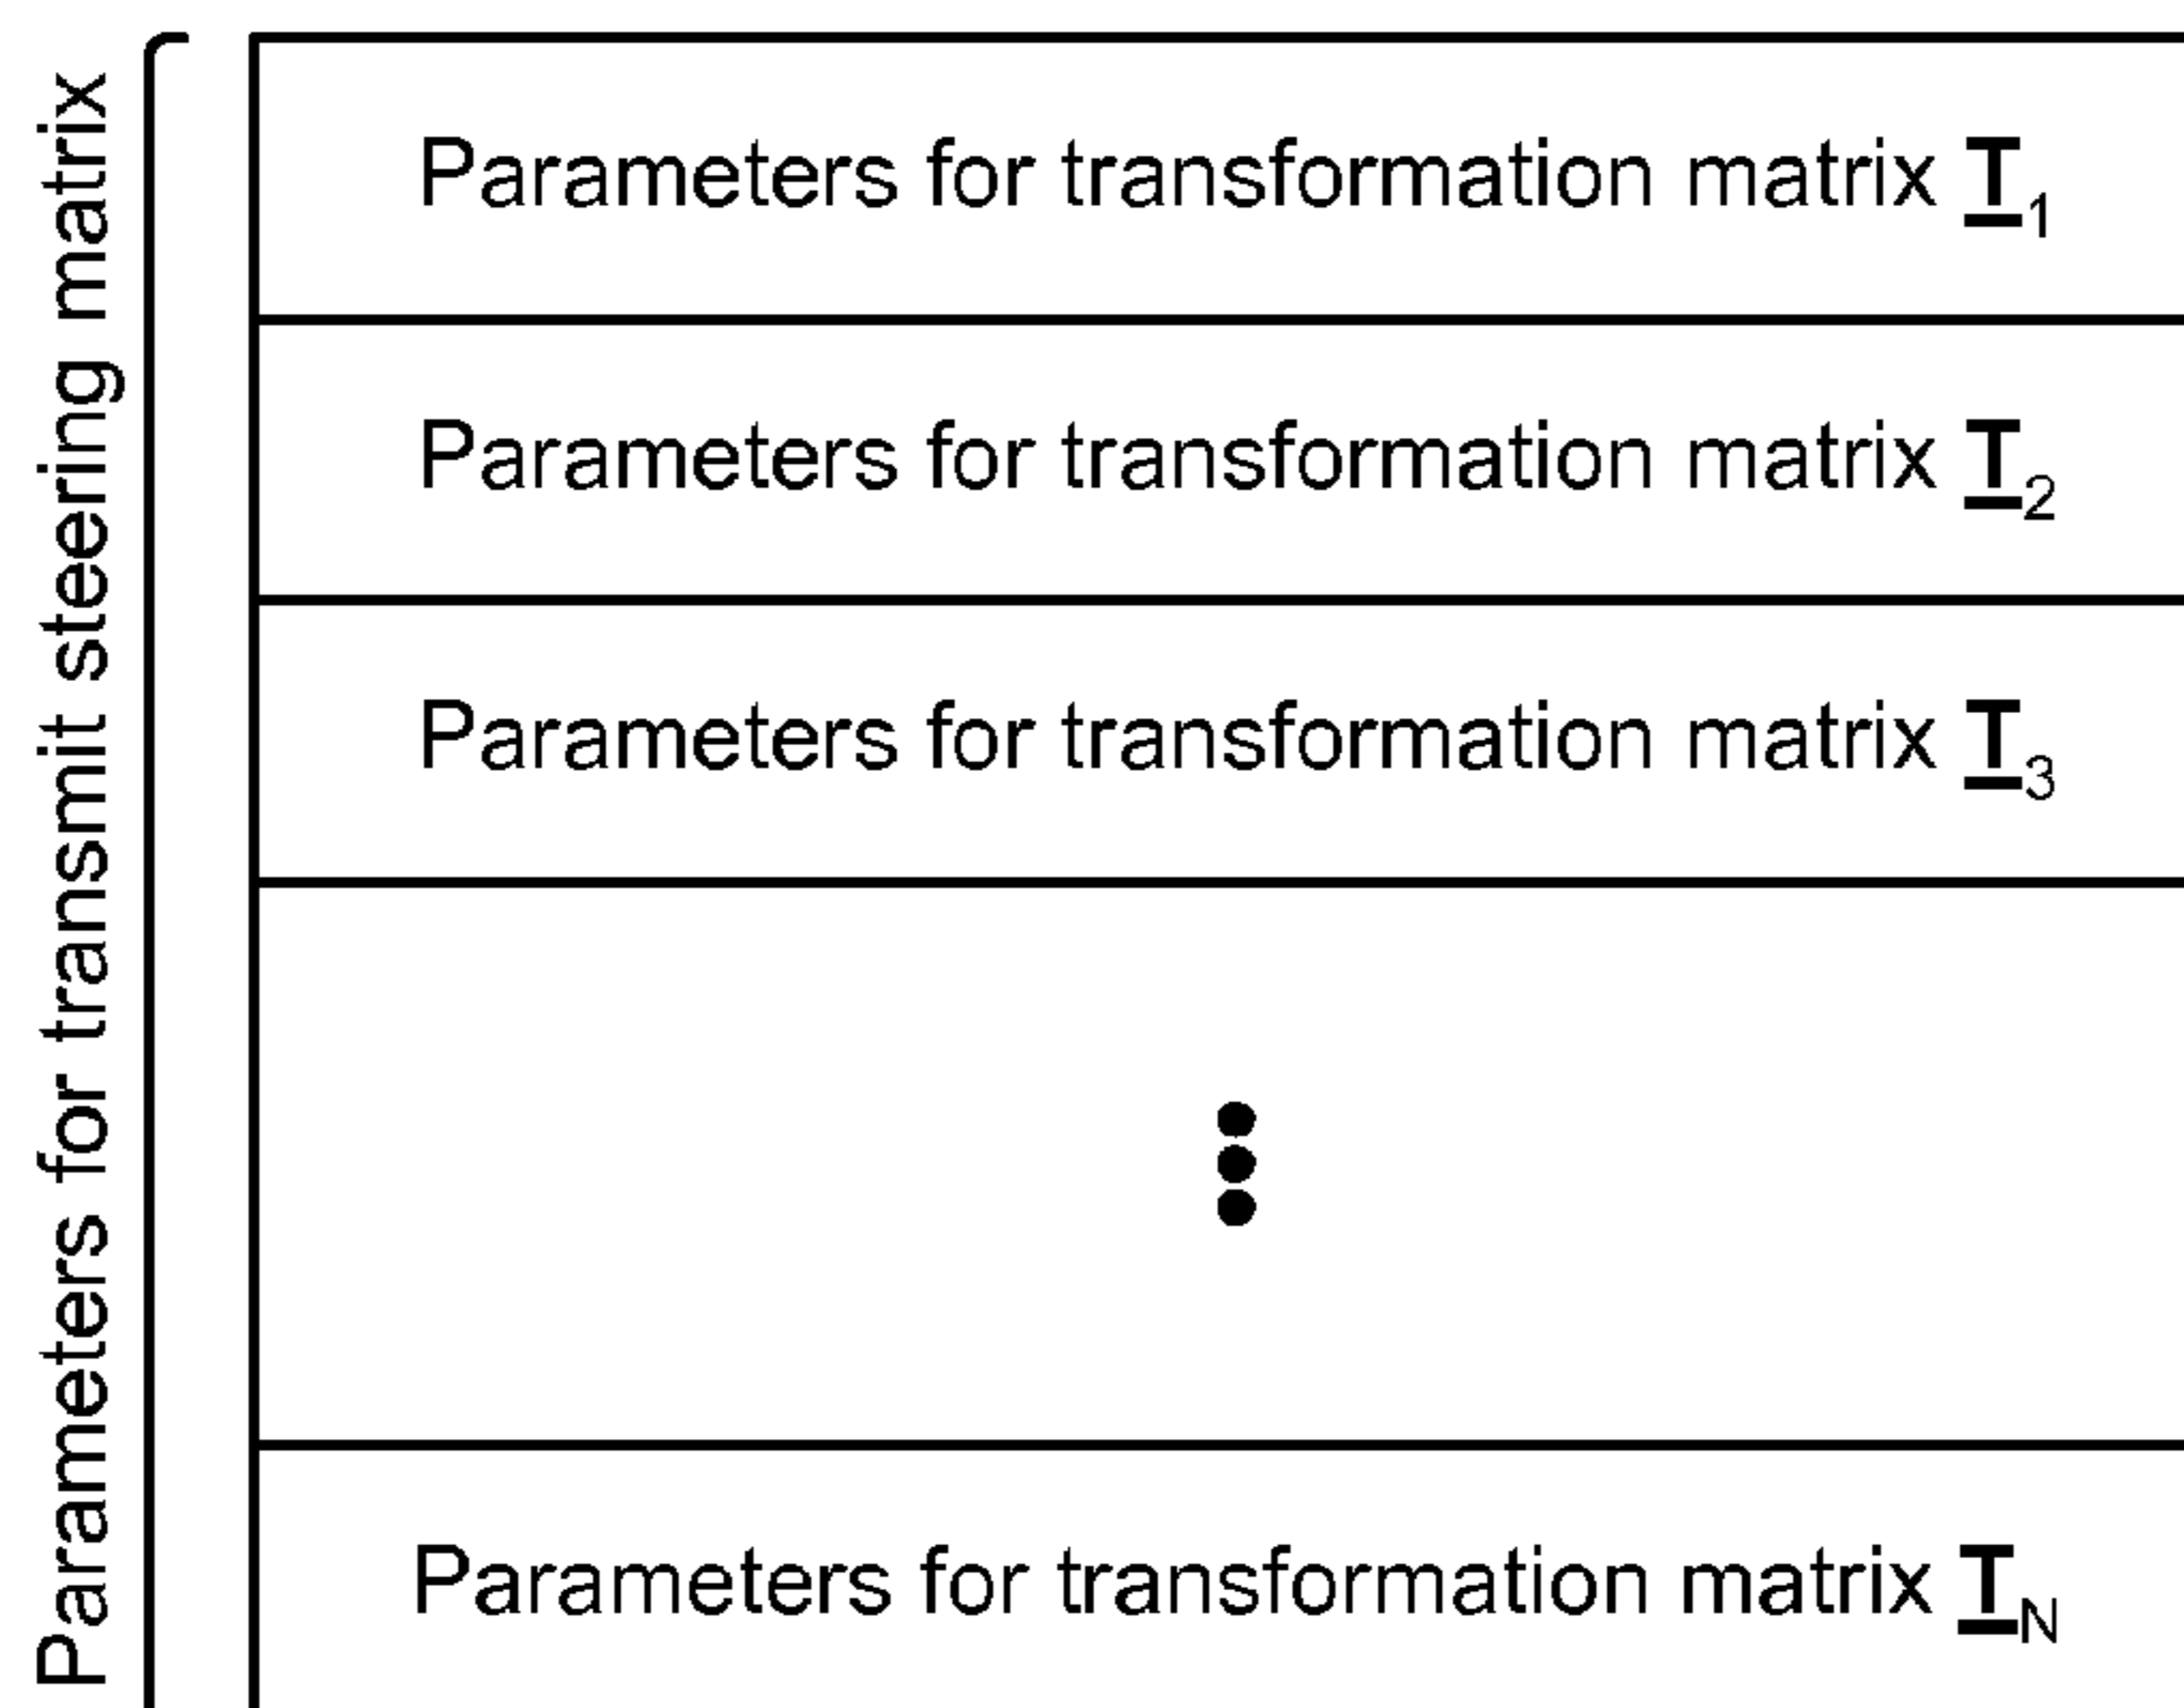 Parameters for transmit steering matrix
Parameters for transformation matrix T1
Parameters for transformation matrix T2
Parameters for transformation matrix T3
Parameters for transformation matrix TN